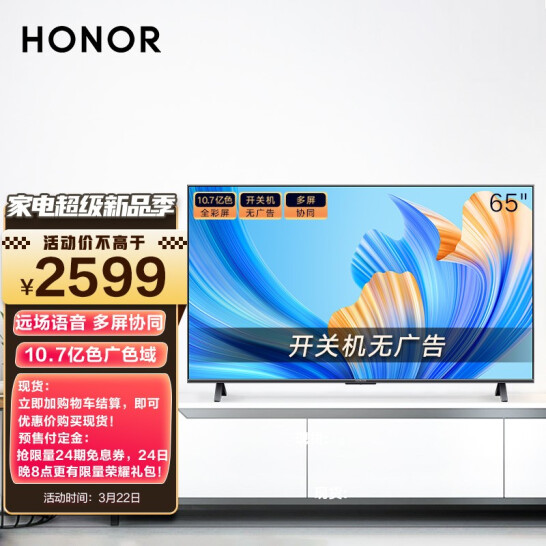 HONOR
家电超级新品季
活动价不高于
¥2599
远场语音 多屏协同
10.7亿色广色域
现货：
立即加购物车结算，即可
优惠价购买现货！
预售付定金：
抢限量24期免息券，24日
晚8点更有限量荣耀礼包！
活动时间：3月22日
10.7亿色
全彩屏
开关机
无广告
多屏
协同
65"
开关机无广告